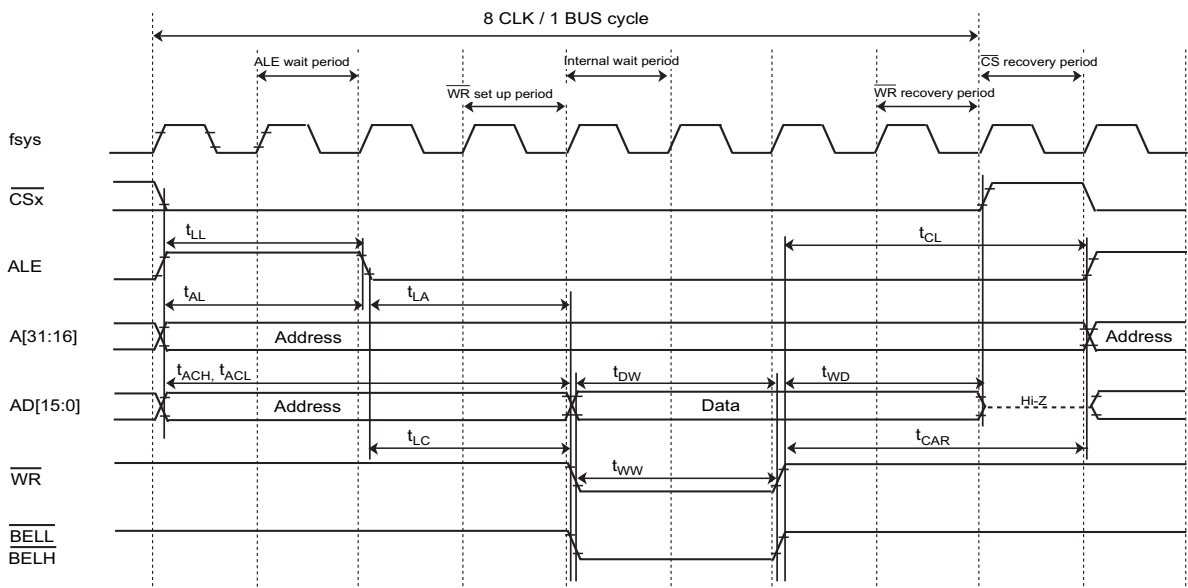 8 CLK / 1 BUS cycle
ALE wait period
Internal wait period
CS recovery period
WR set up period
WR recovery period
fsys
CSx
tLL
tCL
ALE
tAL
tLA
A[31:16]
Address
Address
tACH, tACL
tDW
tWD
AD[15:0]
Address
Data
Hi-Z
tLC
tCAR
WR
tWW
BELL
BELH